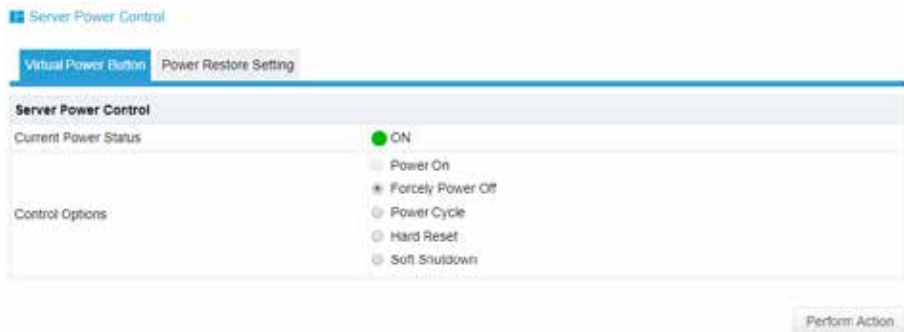 Server Power Control
Virtual Power Button Power Restore Setting
Server Power Control
Current Power Status ON
Control Options
Power On
Forcely Power Off
Power Cycle
Hard Reset
Soft Shutdown
Perform Action